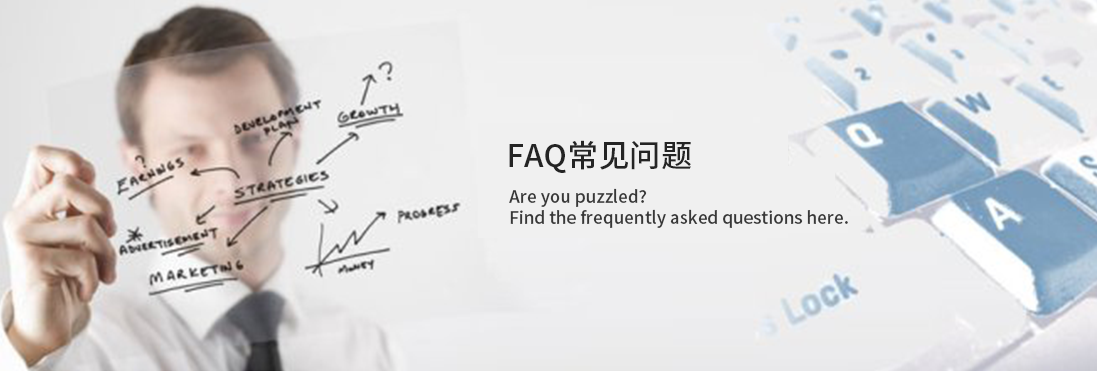 ?
GROWTH
DEVELOPMENT
PLAN
?
EARNINGS
STRATEGIES
PROGRESS
ADVERTISEMENT
MARKETING
MONEY
FAQ常见问题
Are you puzzled?
Find the frequently asked questions here.
2
W
E
Q
S
A
s Lock